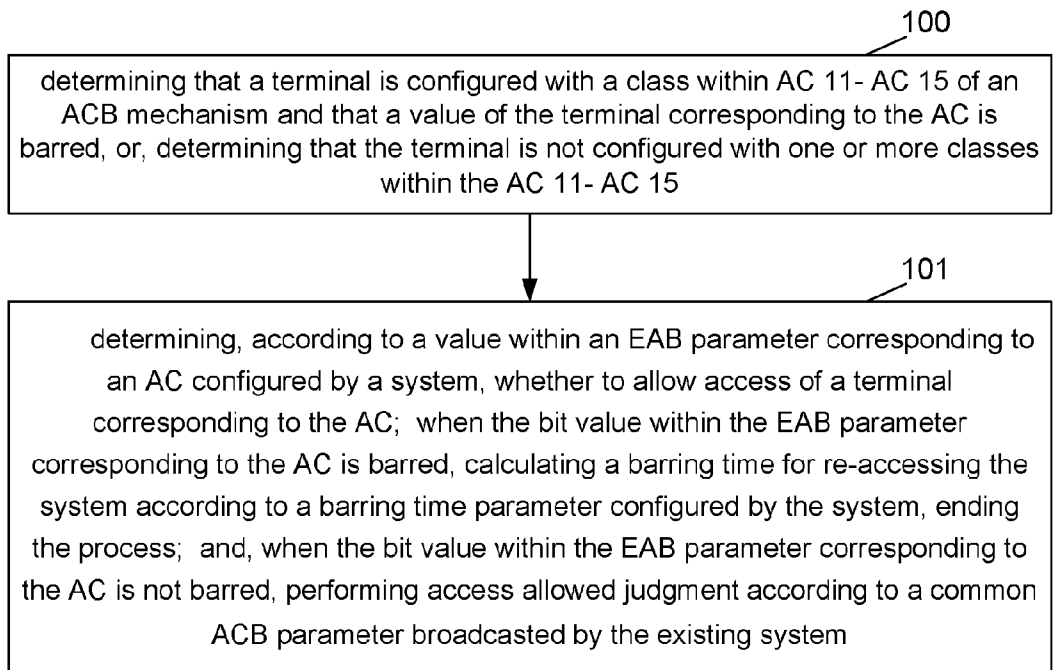 100
determining that a terminal is configured with a class within AC 11- AC 15 of an
ACB mechanism and that a value of the terminal corresponding to the AC is
barred, or, determining that the terminal is not configured with one or more classes
within the AC 11- AC 15
101
determining, according to a value within an EAB parameter corresponding to
an AC configured by a system, whether to allow access of a terminal
corresponding to the AC; when the bit value within the EAB parameter
corresponding to the AC is barred, calculating a barring time for re-accessing the
system according to a barring time parameter configured by the system, ending
the process; and, when the bit value within the EAB parameter corresponding to
the AC is not barred, performing access allowed judgment according to a common
ACB parameter broadcasted by the existing system